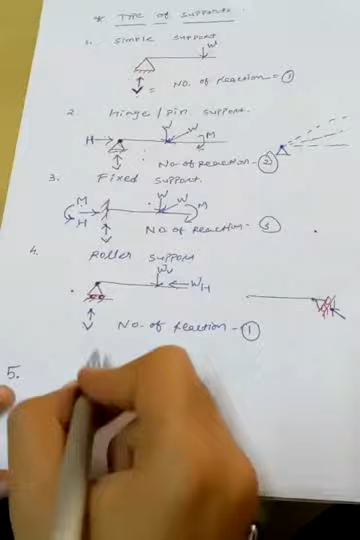 * Type of supports.
1. Simple support
W
No. of Reaction = 1
2. Hinge/pin support.
H W W M
No. of Reaction - 2
3. Fixed support.
M H W W M
No. of Reaction - 3
4. Roller support
Wv WH
No. of Reaction - 1
5.